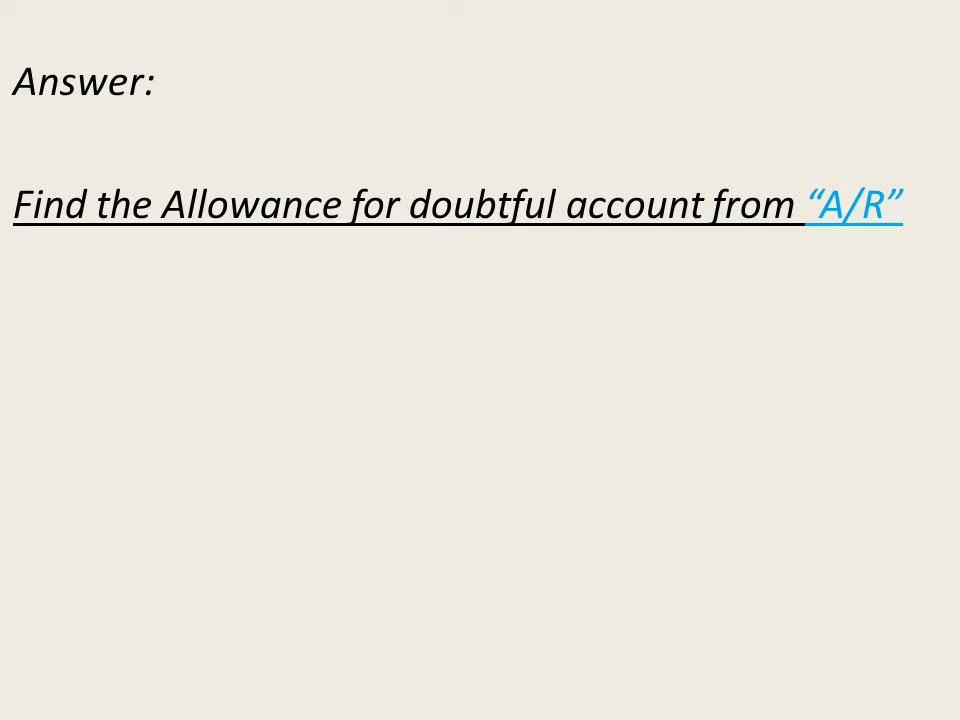 Answer:
Find the Allowance for doubtful account from “A/R”